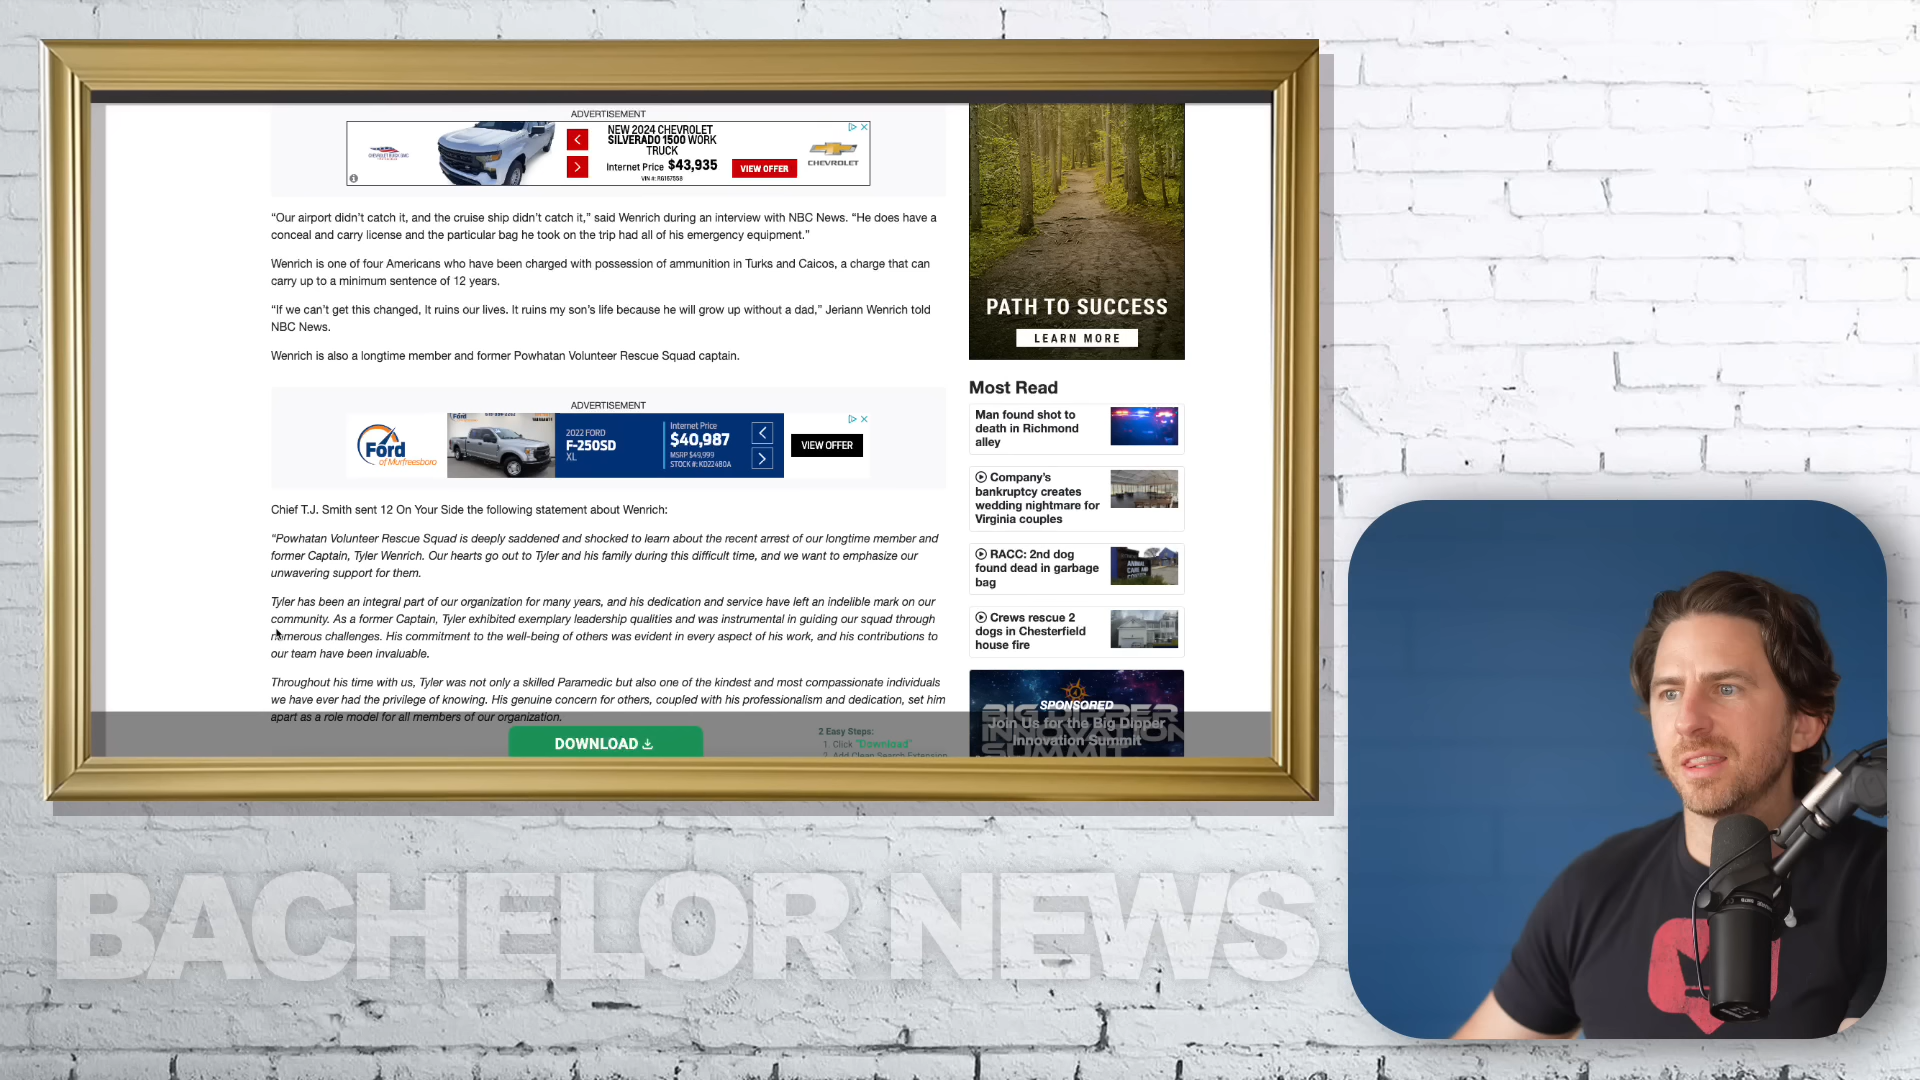 ADVERTISEMENT
NEW 2024 CHEVROLET
SILVERADO 1500 WORK
TRUCK
Internet Price $43,935
VIN #: RG167558
VIEW OFFER
CHEVROLET
“Our airport didn’t catch it, and the cruise ship didn’t catch it,” said Wenrich during an interview with NBC News. “He does have a
conceal and carry license and the particular bag he took on the trip had all of his emergency equipment.”
Wenrich is one of four Americans who have been charged with possession of ammunition in Turks and Caicos, a charge that can
carry up to a minimum sentence of 12 years.
“If we can’t get this changed, It ruins our lives. It ruins my son’s life because he will grow up without a dad,” Jeriann Wenrich told
NBC News.
Wenrich is also a longtime member and former Powhatan Volunteer Rescue Squad captain.
ADVERTISEMENT
Ford
of Murfreesboro
2022 FORD
F-250SD
XL
Internet Price
$40,987
MSRP $49,999
STOCK #: KD22480A
VIEW OFFER
Chief T.J. Smith sent 12 On Your Side the following statement about Wenrich:
“Powhatan Volunteer Rescue Squad is deeply saddened and shocked to learn about the recent arrest of our longtime member and
former Captain, Tyler Wenrich. Our hearts go out to Tyler and his family during this difficult time, and we want to emphasize our
unwavering support for them.
Tyler has been an integral part of our organization for many years, and his dedication and service have left an indelible mark on our
community. As a former Captain, Tyler exhibited exemplary leadership qualities and was instrumental in guiding our squad through
numerous challenges. His commitment to the well-being of others was evident in every aspect of his work, and his contributions to
our team have been invaluable.
Throughout his time with us, Tyler was not only a skilled Paramedic but also one of the kindest and most compassionate individuals
we have ever had the privilege of knowing. His genuine concern for others, coupled with his professionalism and dedication, set him
apart as a role model for all members of our organization.
DOWNLOAD
2 Easy Steps:
1. Click "Download"
2. Add Clean Search Extension
PATH TO SUCCESS
LEARN MORE
Most Read
Man found shot to
death in Richmond
alley
Company’s
bankruptcy creates
wedding nightmare for
Virginia couples
RACC: 2nd dog
found dead in garbage
bag
Crews rescue 2
dogs in Chesterfield
house fire
SPONSORED
BIG DIPPER
INNOVATION
SUMMIT
Join Us for the Big Dipper
Innovation Summit
BACHELOR NEWS